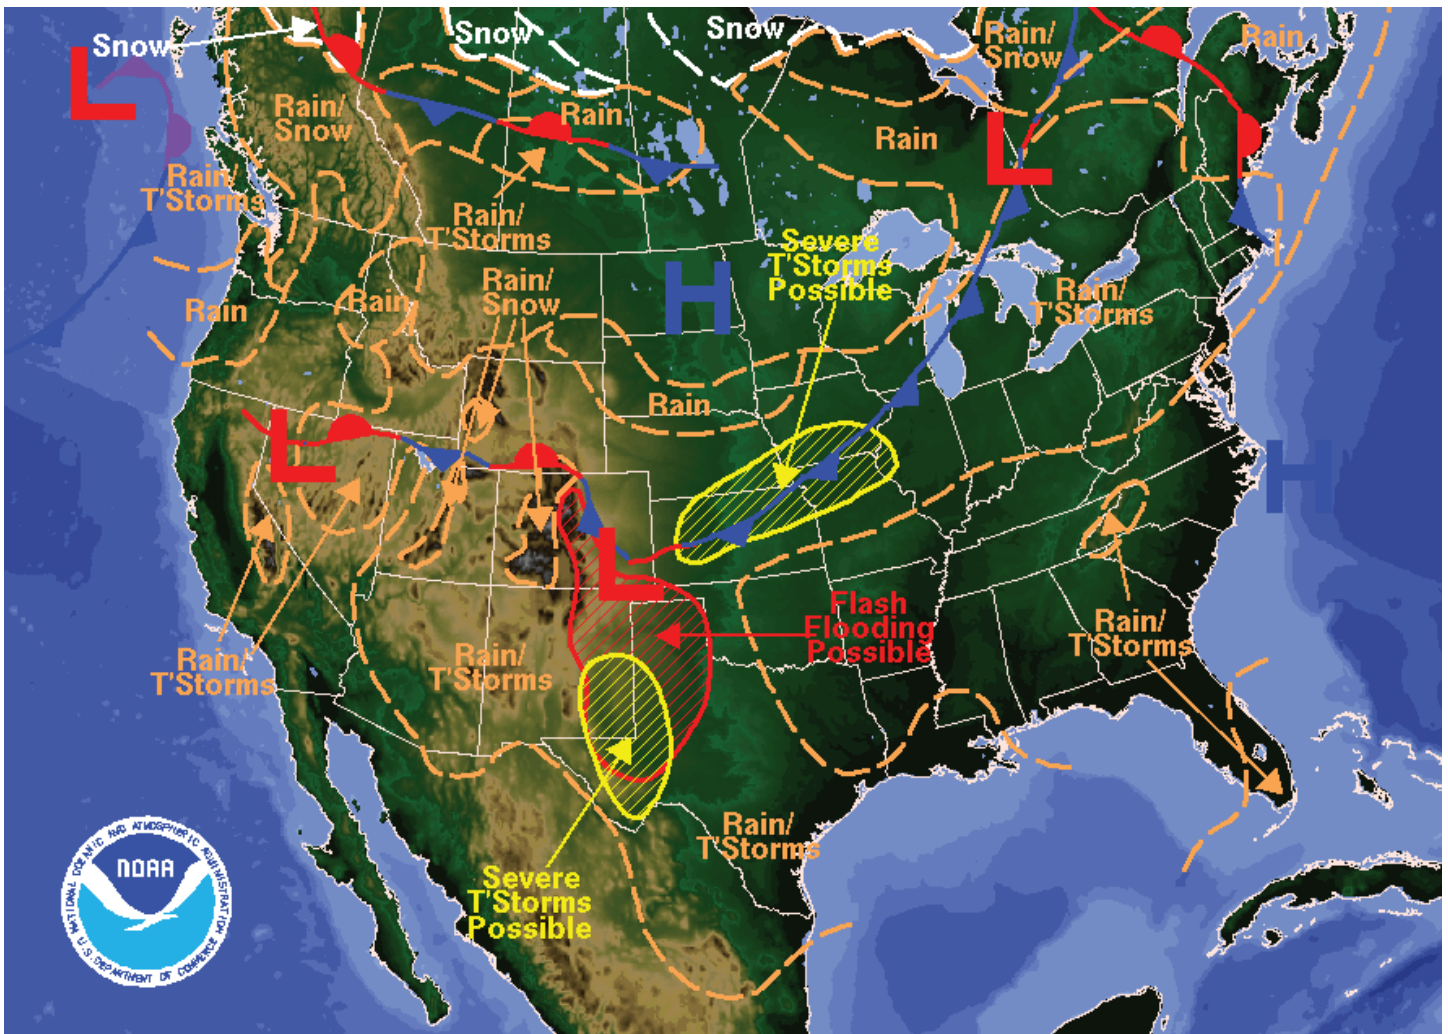 Snow
Snow
Snow
Rain/
Snow
Rain
Rain/
Snow
Rain
Rain
Rain/
T'Storms
Rain/
T'Storms
Severe
T'Storms
Possible
Rain/
Snow
Rain
Rain
Rain/
T'Storms
Rain
L
L
L
L
H
H
Flash
Flooding
Possible
Rain/
T'Storms
Rain/
T'Storms
Rain/
T'Storms
Rain/
T'Storms
Severe
T'Storms
Possible
NATIONAL OCEANIC AND ATMOSPHERIC ADMINISTRATION
NOAA
U.S. DEPARTMENT OF COMMERCE